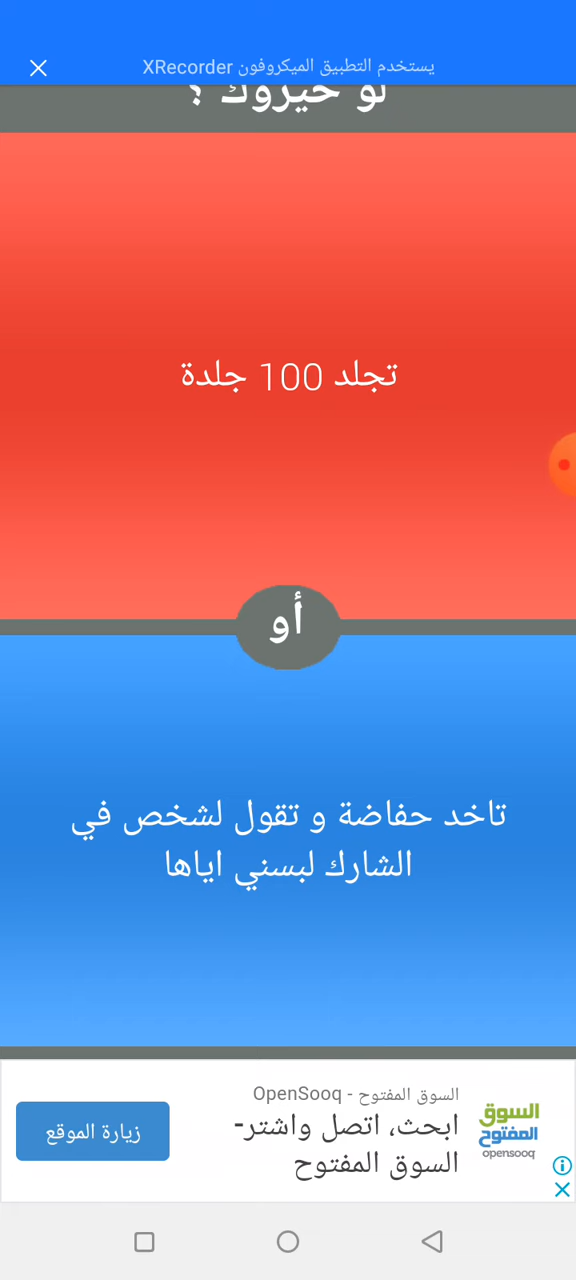 يستخدم التطبيق الميكروفون XRecorder
لو خيروك ؟
تجلد 100 جلدة
أو
تاخد حفاضة و تقول لشخص في
الشارك لبسني اياها
السوق المفتوح - OpenSooq
ابحث، اتصل واشتر-
السوق المفتوح
زيارة الموقع
السوق
المفتوح
opensooq